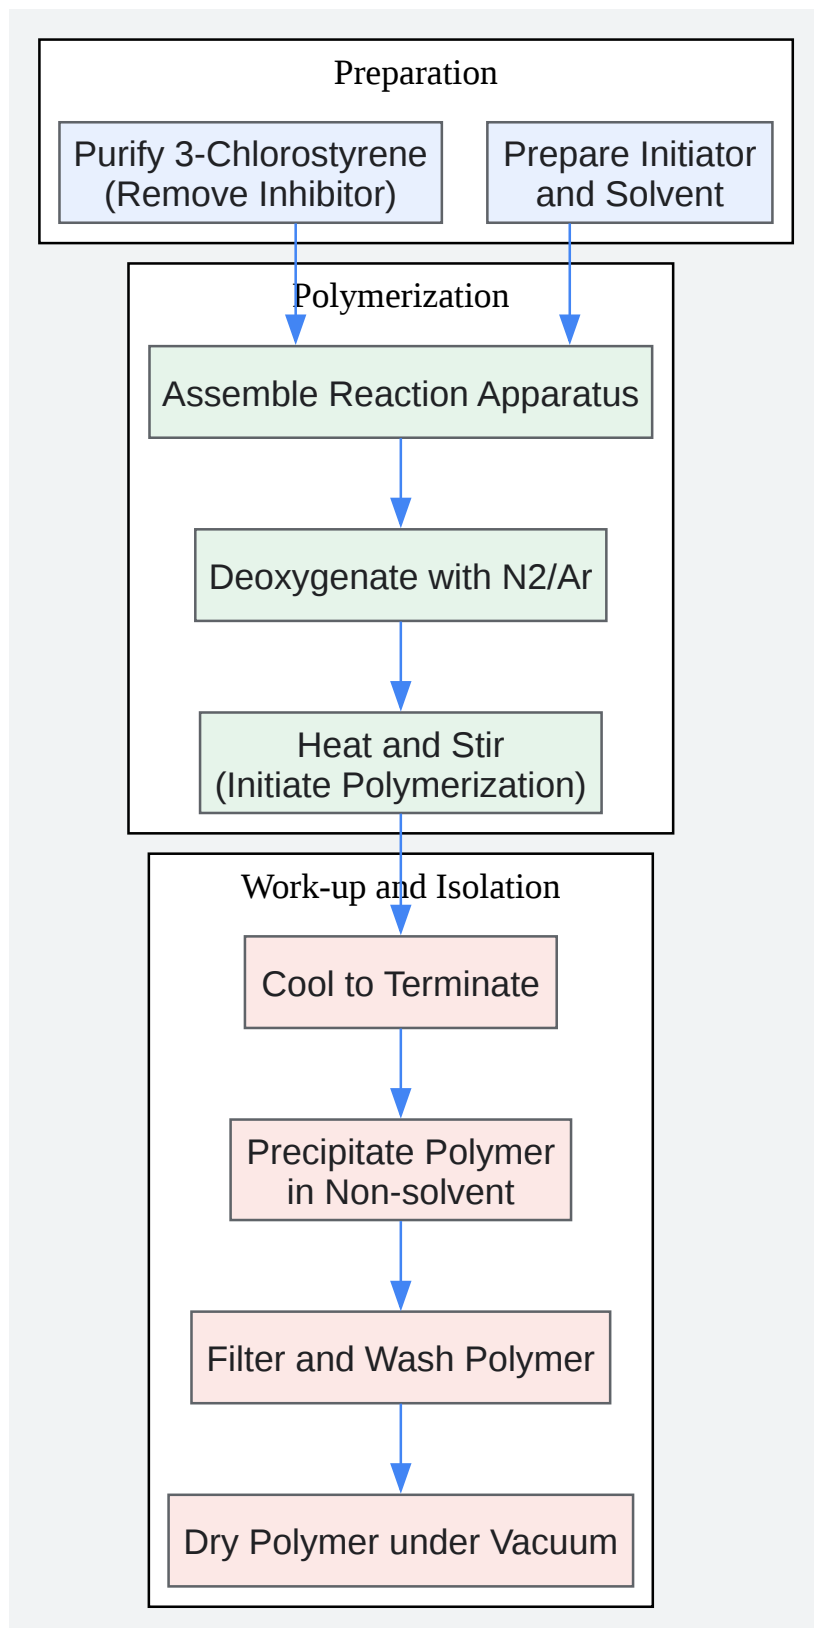 Preparation
Purify 3-Chlorostyrene
(Remove Inhibitor)
Prepare Initiator
and Solvent
Polymerization
Assemble Reaction Apparatus
Deoxygenate with N2/Ar
Heat and Stir
(Initiate Polymerization)
Work-up and Isolation
Cool to Terminate
Precipitate Polymer
in Non-solvent
Filter and Wash Polymer
Dry Polymer under Vacuum